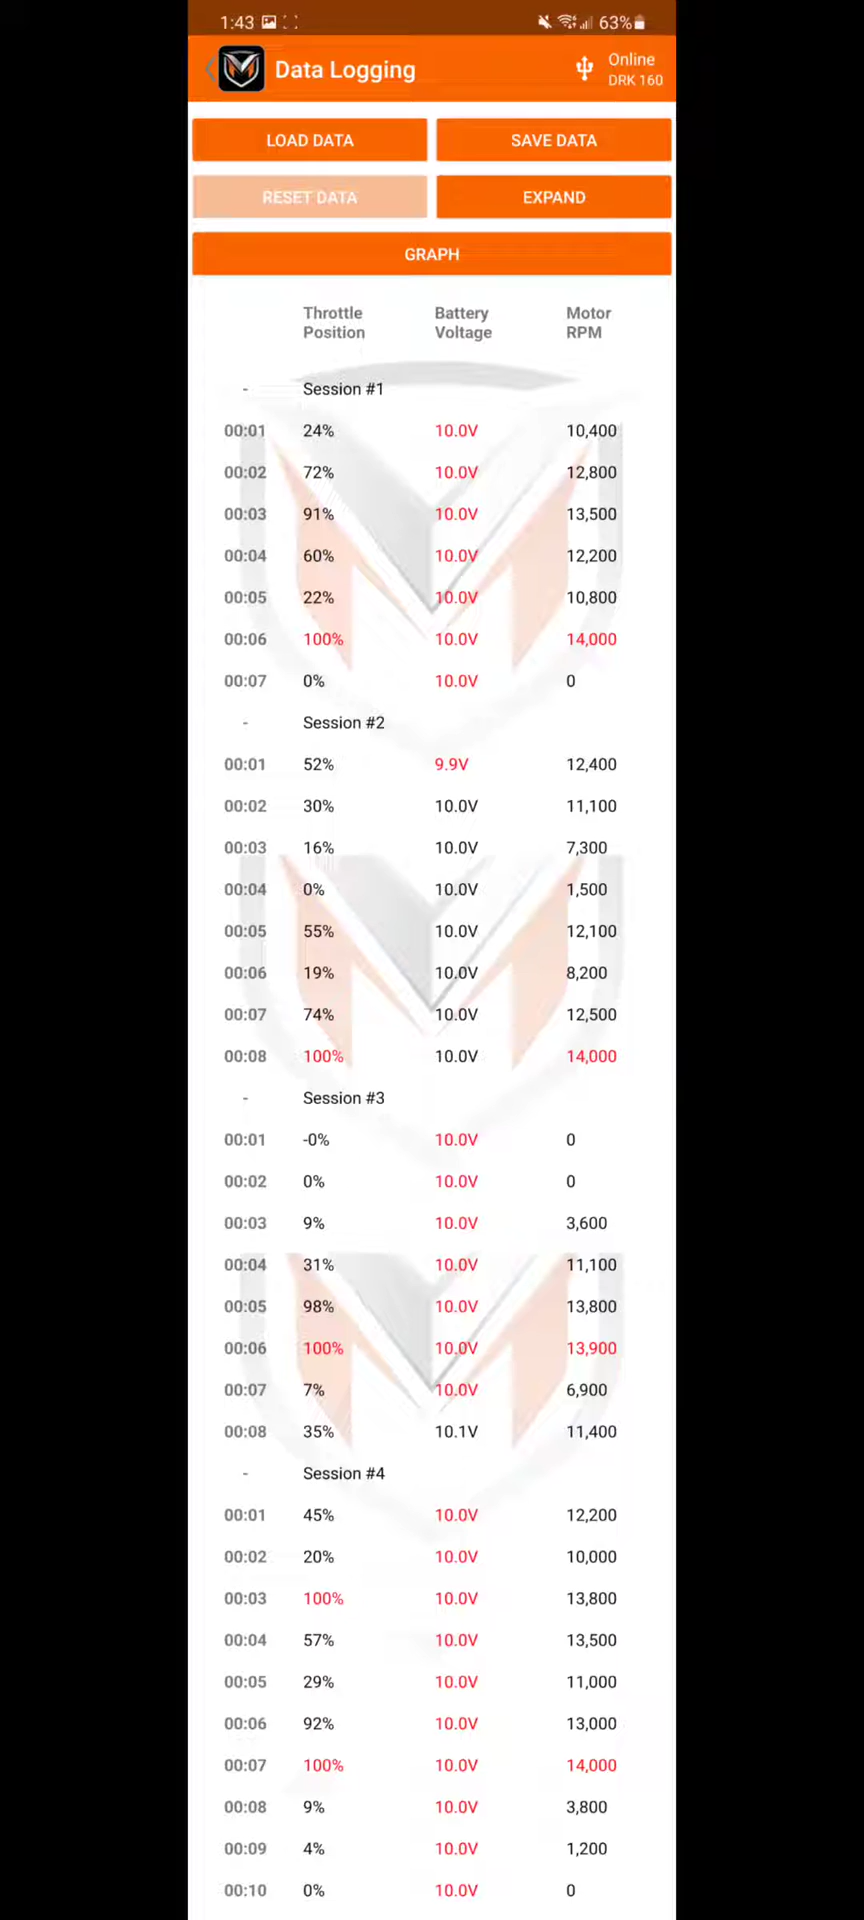 1:43 63%
Data Logging Online
DRK 160
LOAD DATA SAVE DATA
RESET DATA EXPAND
GRAPH
Throttle Position Battery Voltage Motor RPM
- Session #1
00:01 24% 10.0V 10,400
00:02 72% 10.0V 12,800
00:03 91% 10.0V 13,500
00:04 60% 10.0V 12,200
00:05 22% 10.0V 10,800
00:06 100% 10.0V 14,000
00:07 0% 10.0V 0
- Session #2
00:01 52% 9.9V 12,400
00:02 30% 10.0V 11,100
00:03 16% 10.0V 7,300
00:04 0% 10.0V 1,500
00:05 55% 10.0V 12,100
00:06 19% 10.0V 8,200
00:07 74% 10.0V 12,500
00:08 100% 10.0V 14,000
- Session #3
00:01 -0% 10.0V 0
00:02 0% 10.0V 0
00:03 9% 10.0V 3,600
00:04 31% 10.0V 11,100
00:05 98% 10.0V 13,800
00:06 100% 10.0V 13,900
00:07 7% 10.0V 6,900
00:08 35% 10.1V 11,400
- Session #4
00:01 45% 10.0V 12,200
00:02 20% 10.0V 10,000
00:03 100% 10.0V 13,800
00:04 57% 10.0V 13,500
00:05 29% 10.0V 11,000
00:06 92% 10.0V 13,000
00:07 100% 10.0V 14,000
00:08 9% 10.0V 3,800
00:09 4% 10.0V 1,200
00:10 0% 10.0V 0